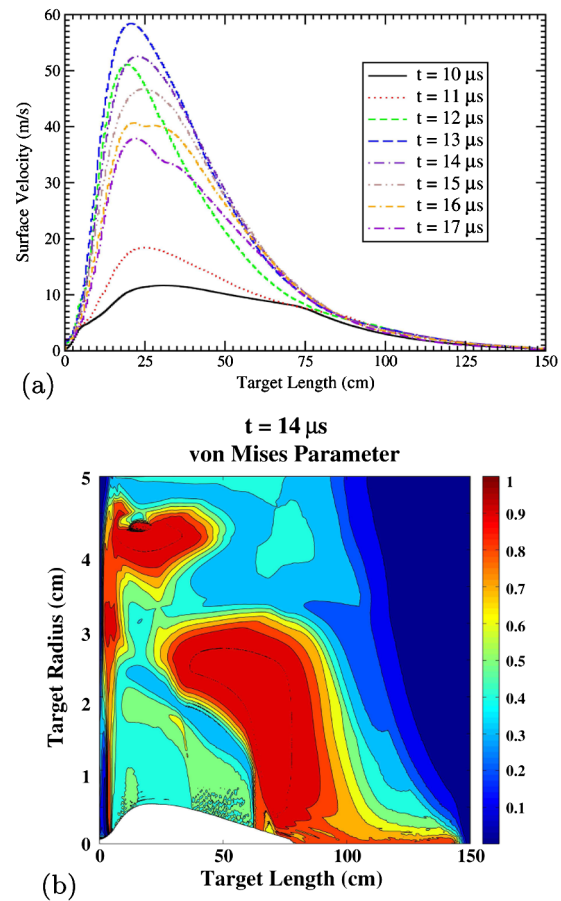 60
50
40
30
20
10
0
Surface Velocity (m/s)
t = 10 μs
t = 11 μs
t = 12 μs
t = 13 μs
t = 14 μs
t = 15 μs
t = 16 μs
t = 17 μs
0 25 50 75 100 125 150
Target Length (cm)
(a)
t = 14 μs
von Mises Parameter
5
4
3
2
1
0
Target Radius (cm)
1
0.9
0.8
0.7
0.6
0.5
0.4
0.3
0.2
0.1
0 50 100 150
Target Length (cm)
(b)